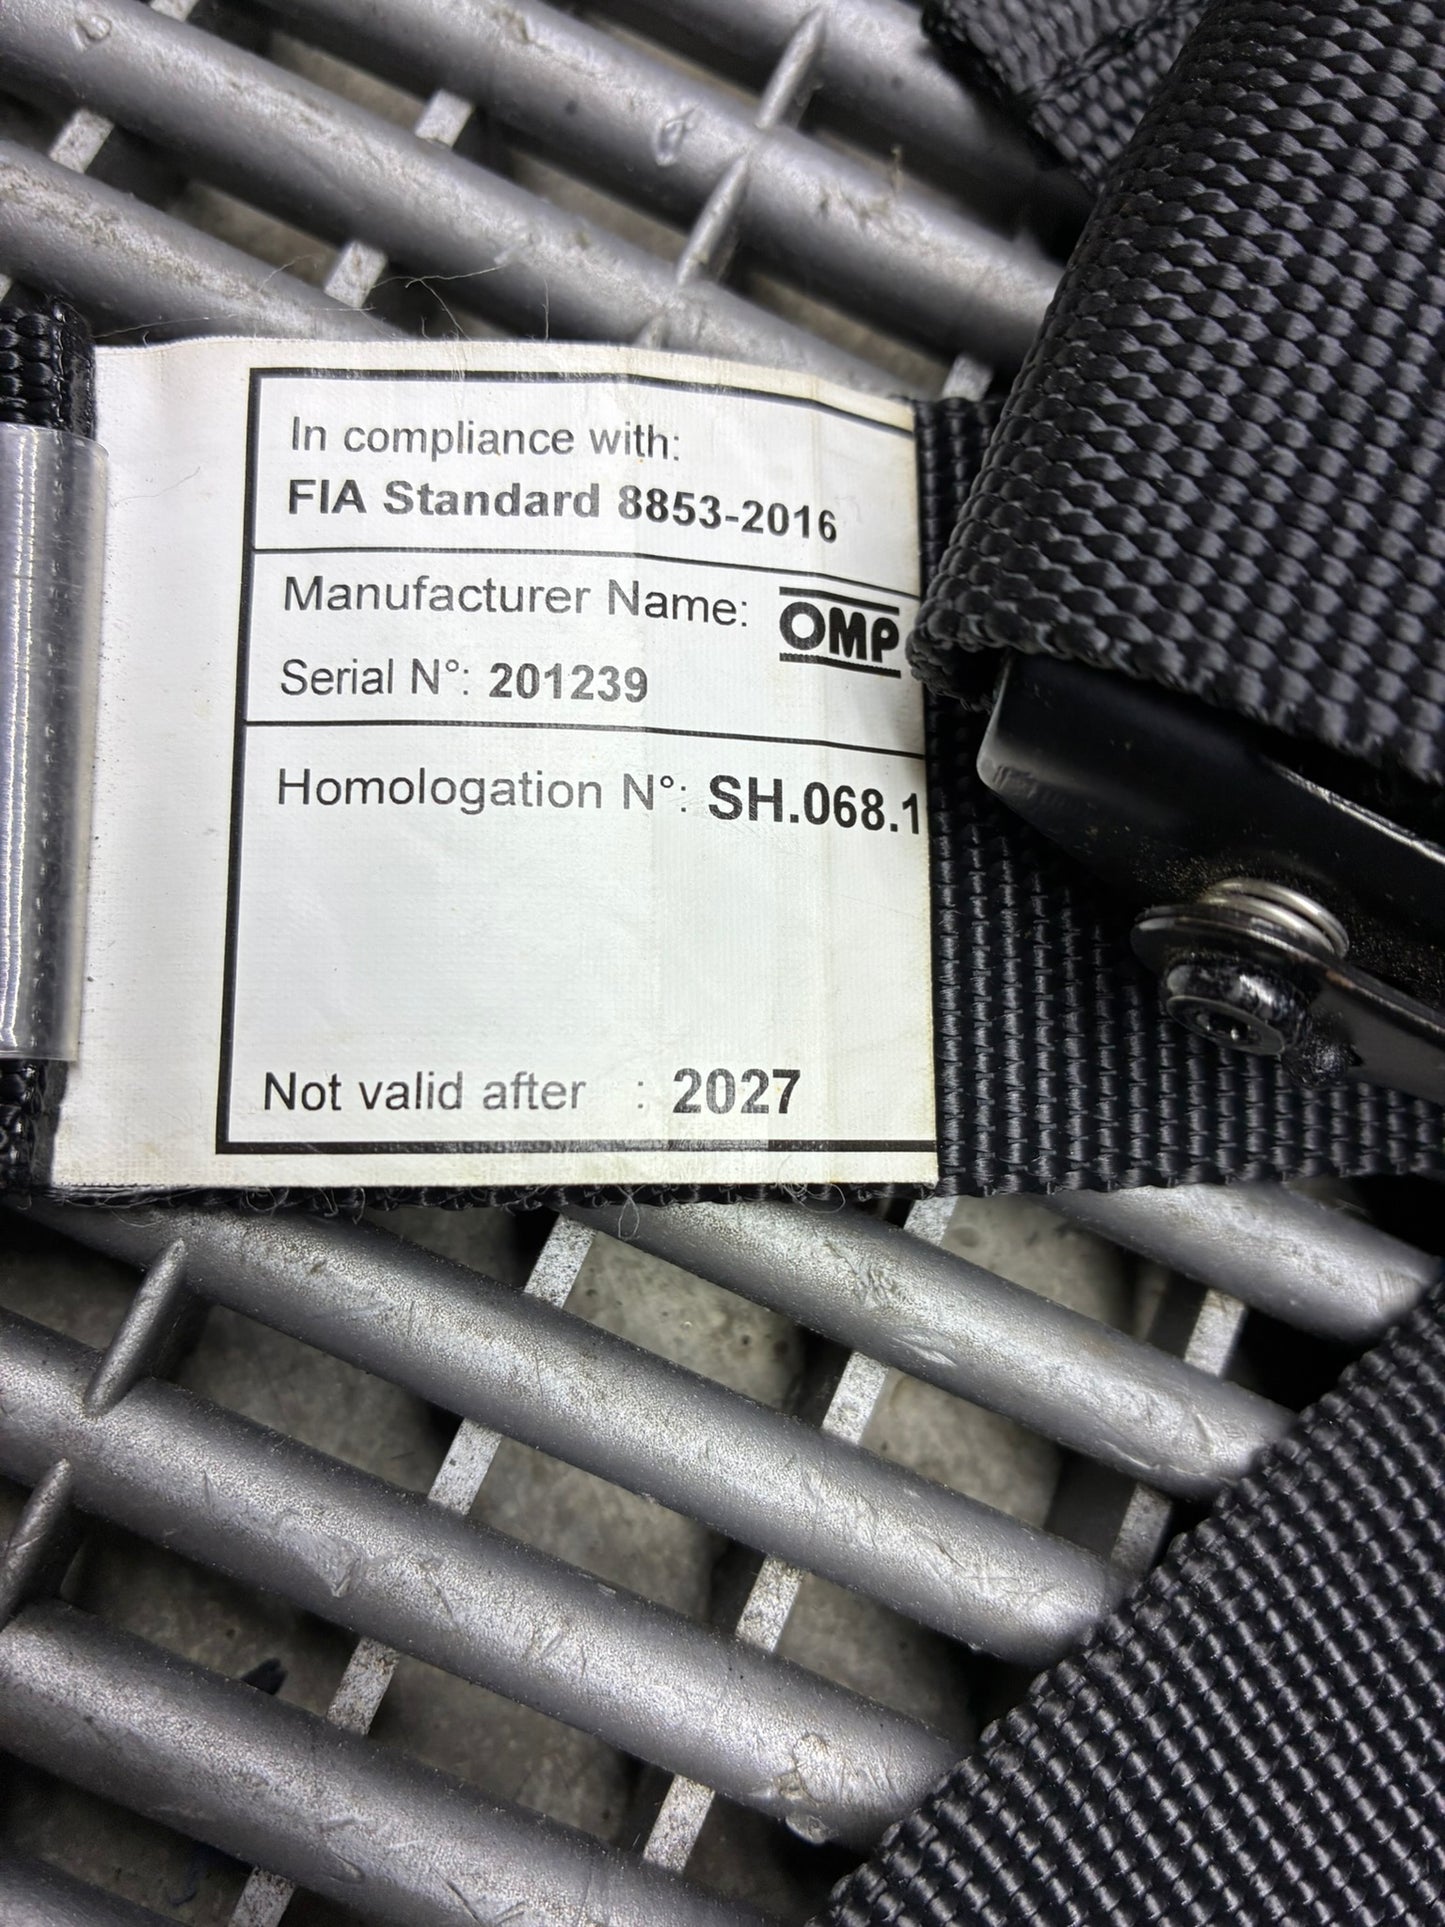 In compliance with:
FIA Standard 8853-2016
Manufacturer Name: OMP
Serial N°: 201239
Homologation N°: SH.068.1
Not valid after : 2027